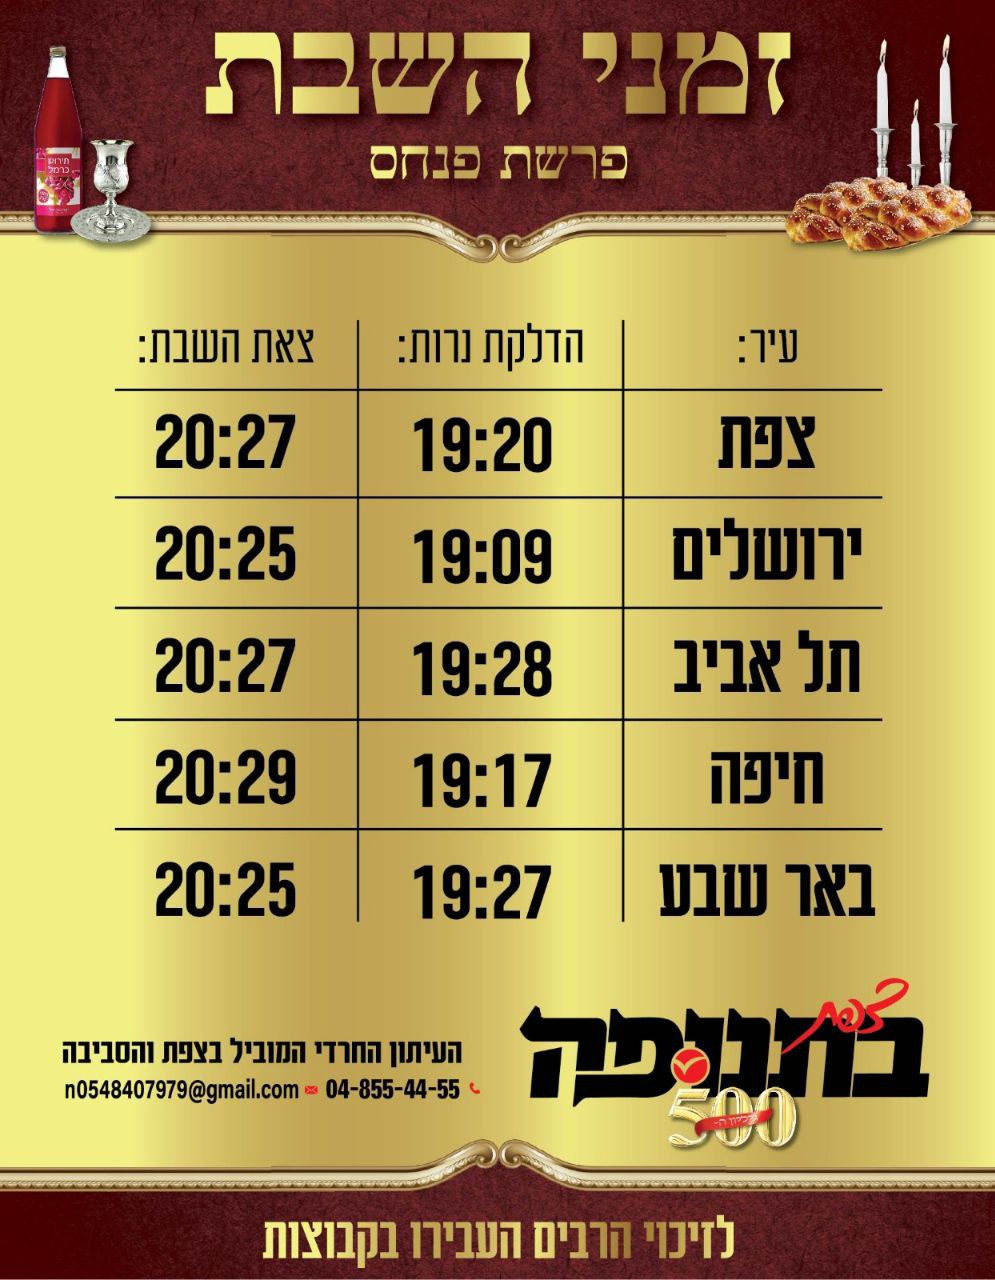 זמני השבת
פרשת פנחס
תירוש
כרמל
עיר: הדלקת נרות: צאת השבת:
צפת 19:20 20:27
ירושלים 19:09 20:25
תל אביב 19:28 20:27
חיפה 19:17 20:29
באר שבע 19:27 20:25
צפת
בתנופה
500
העיתון החרדי המוביל בצפת והסביבה
04-855-44-55 n0548407979@gmail.com
לזיכוי הרבים העבירו בקבוצות